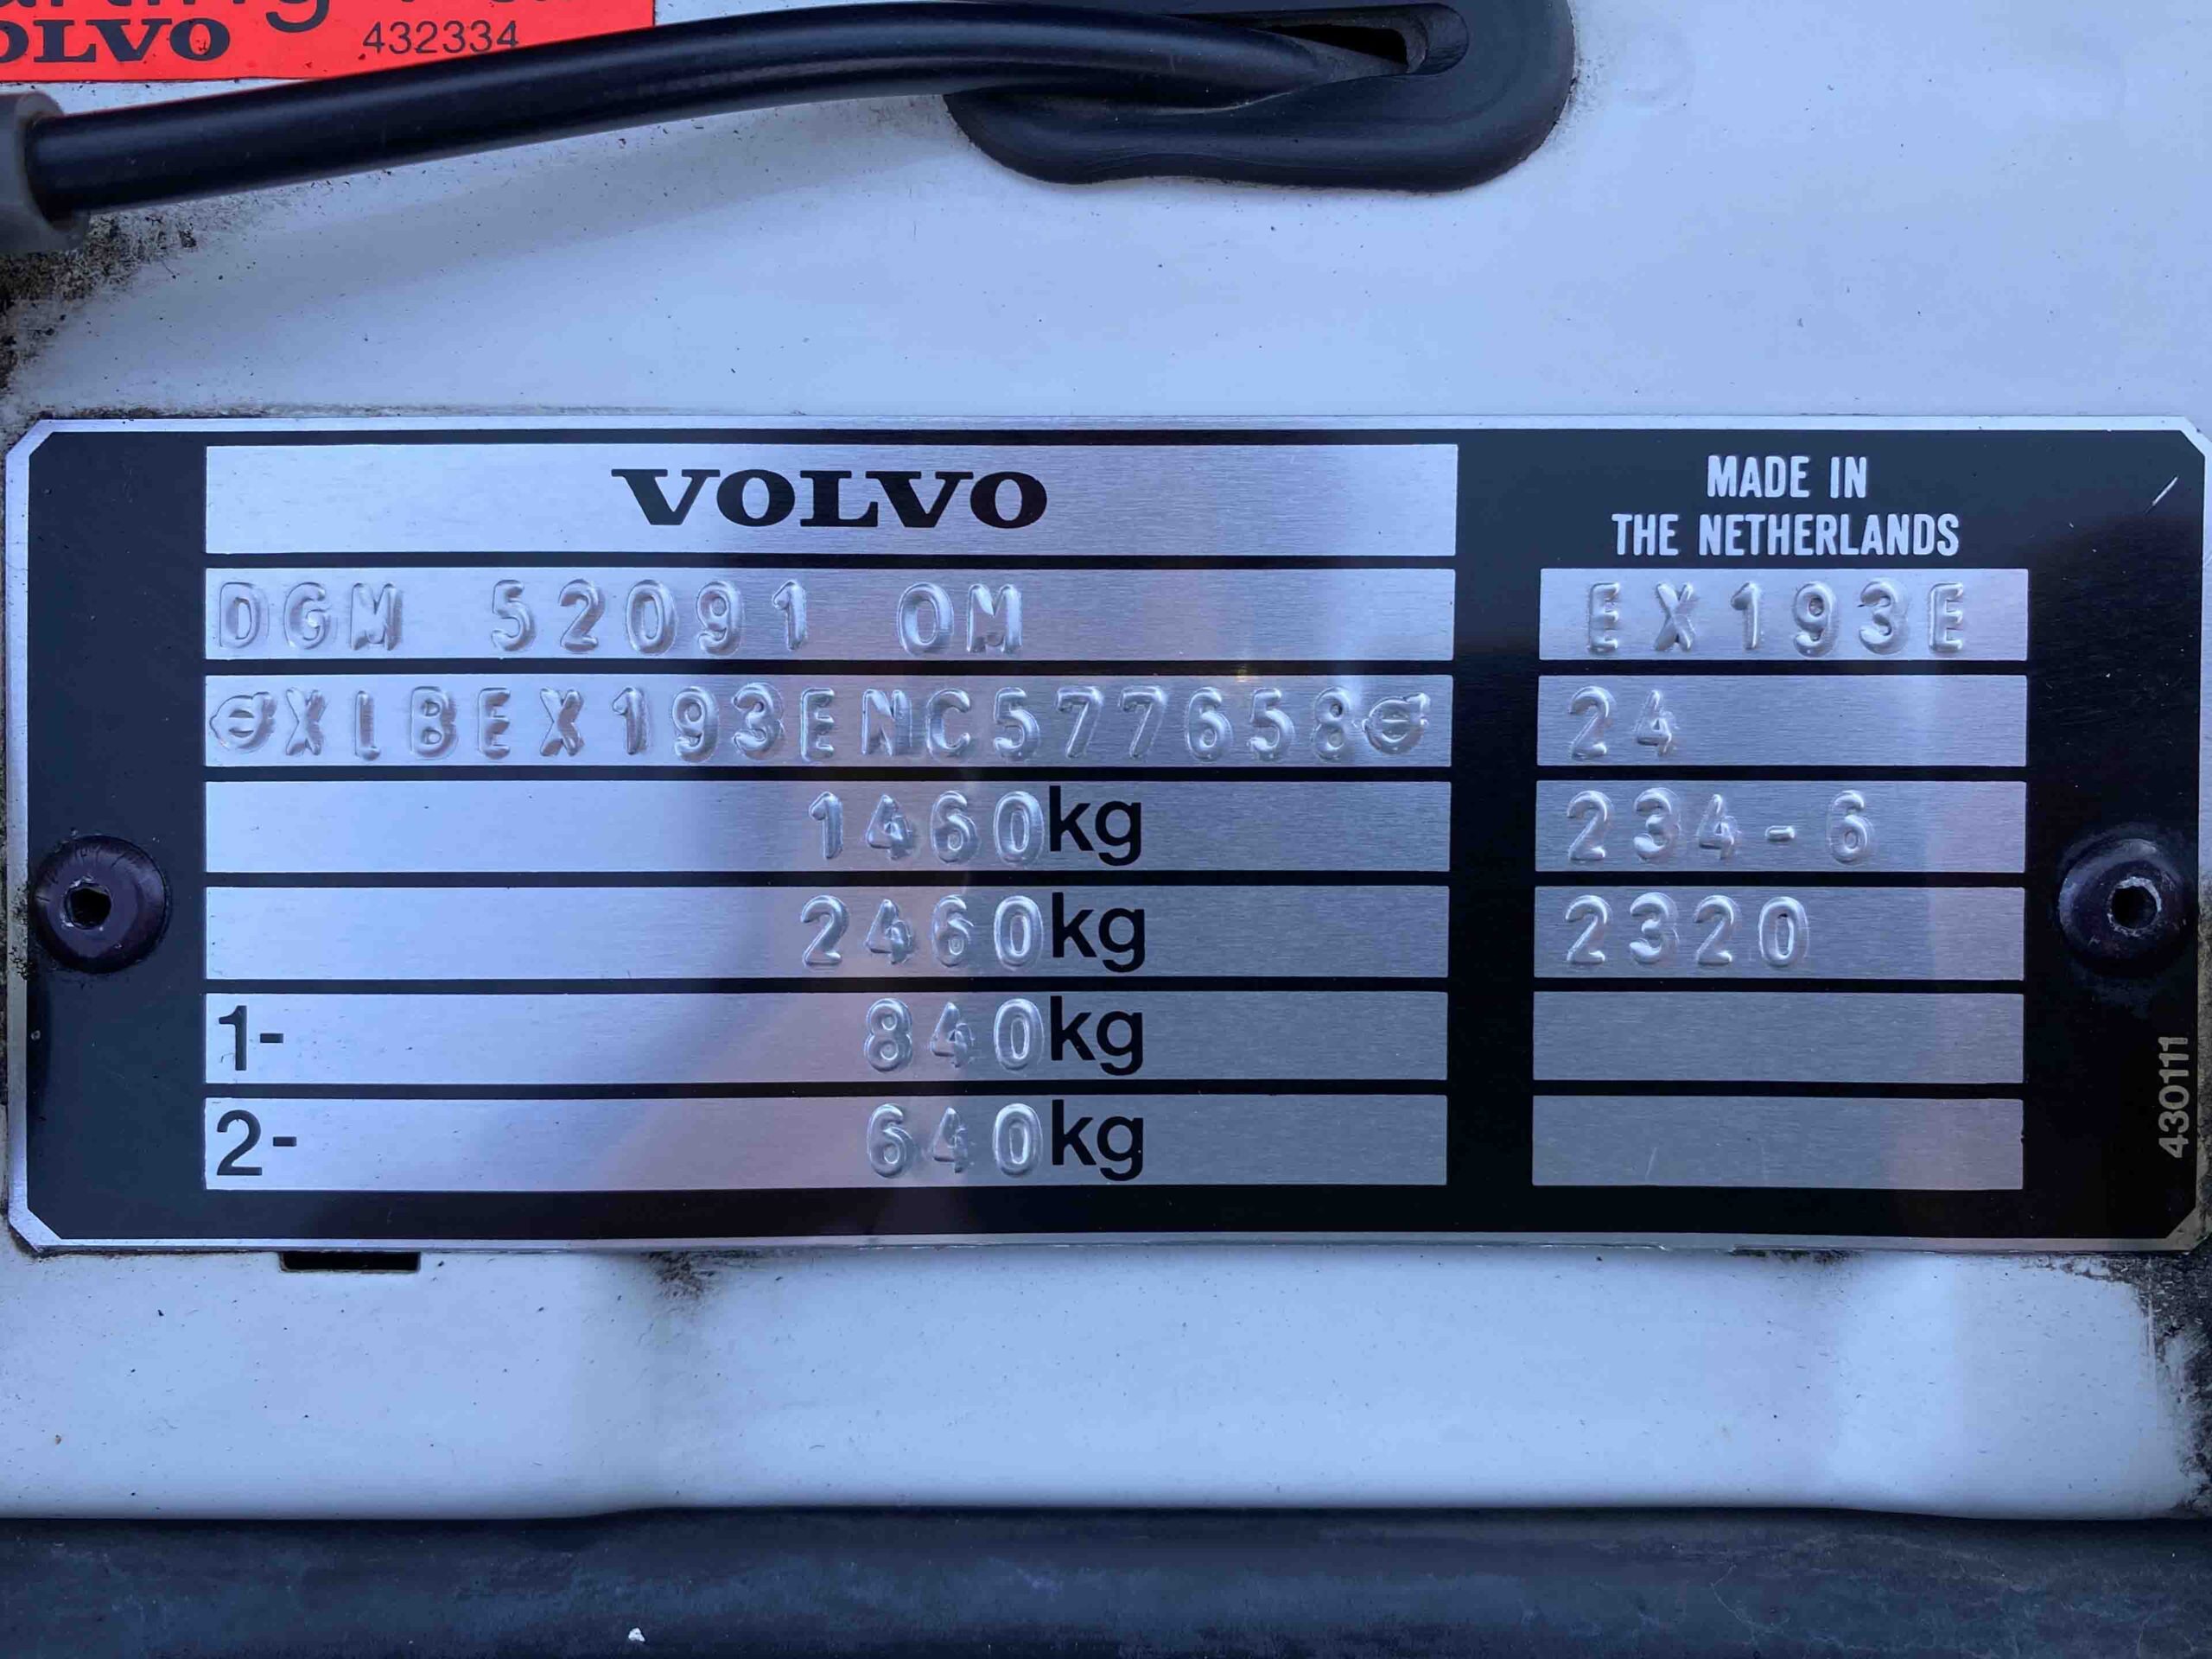 VOLVO
432334
VOLVO
MADE IN
THE NETHERLANDS
DGM 52091 OM
EX193E
XLBEX193ENC577658
24
1460kg
234-6
2460kg
2320
1- 840kg
2- 640kg
430111